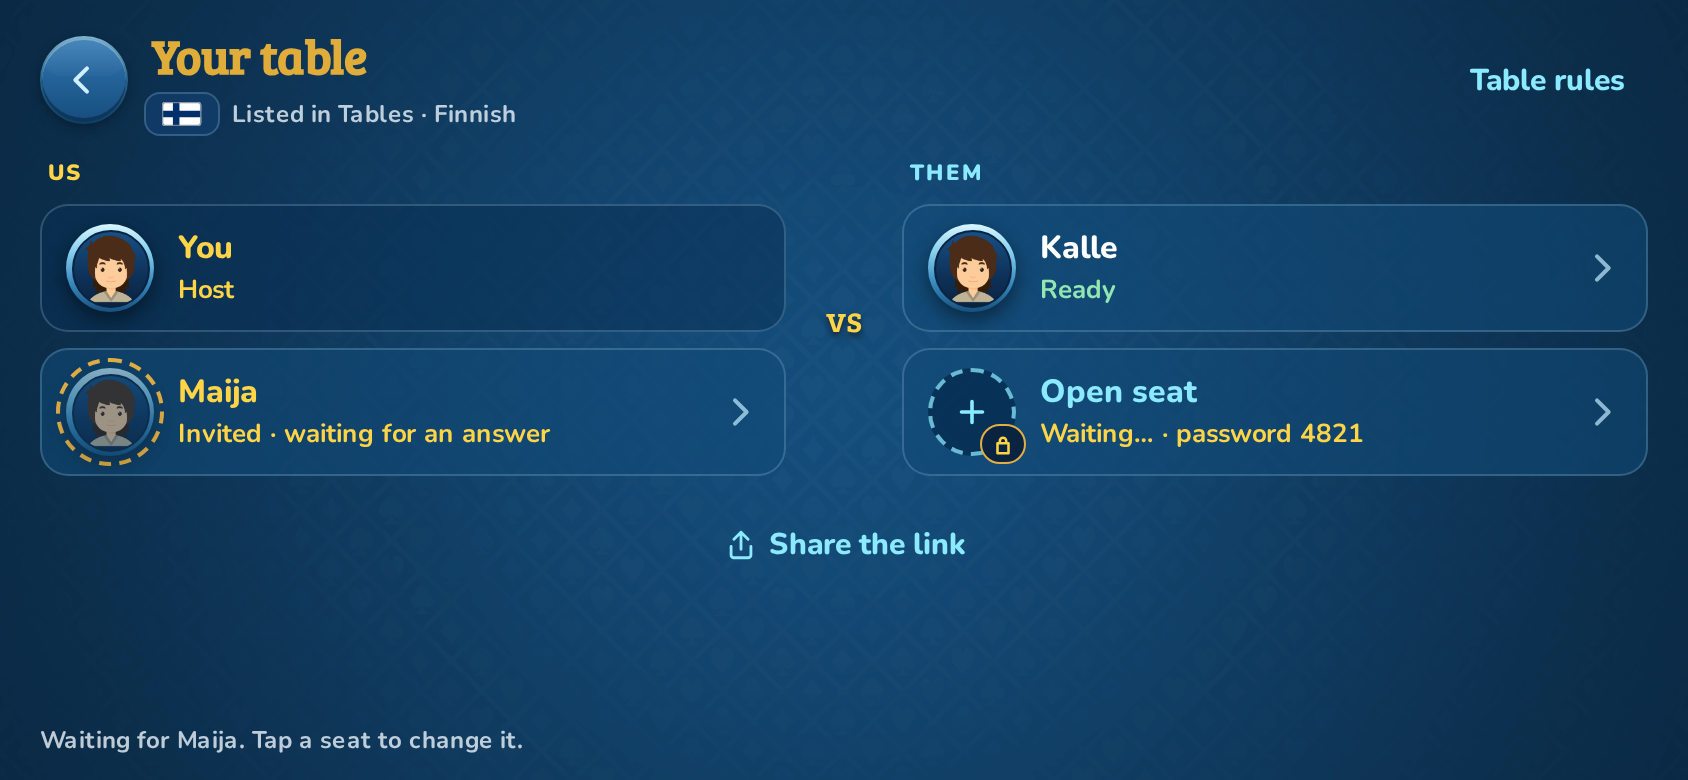 Your table
Listed in Tables · Finnish
Table rules
US
You
Host
Maija
Invited · waiting for an answer
VS
THEM
Kalle
Ready
Open seat
Waiting... · password 4821
Share the link
Waiting for Maija. Tap a seat to change it.